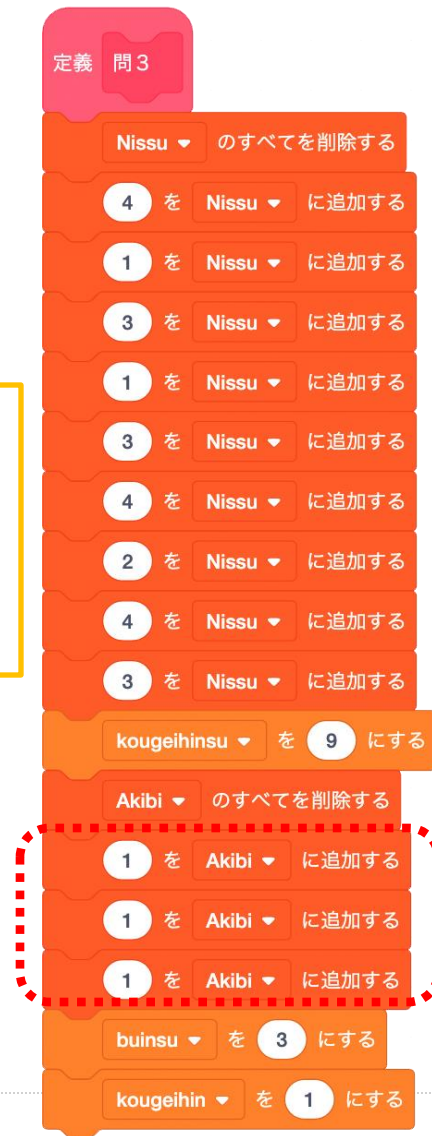 定義 問3
Nissu のすべてを削除する
4 を Nissu に追加する
1 を Nissu に追加する
3 を Nissu に追加する
1 を Nissu に追加する
3 を Nissu に追加する
4 を Nissu に追加する
2 を Nissu に追加する
4 を Nissu に追加する
3 を Nissu に追加する
kougeihinsu を 9 にする
Akibi のすべてを削除する
1 を Akibi に追加する
1 を Akibi に追加する
1 を Akibi に追加する
buinsu を 3 にする
kougeihin を 1 にする